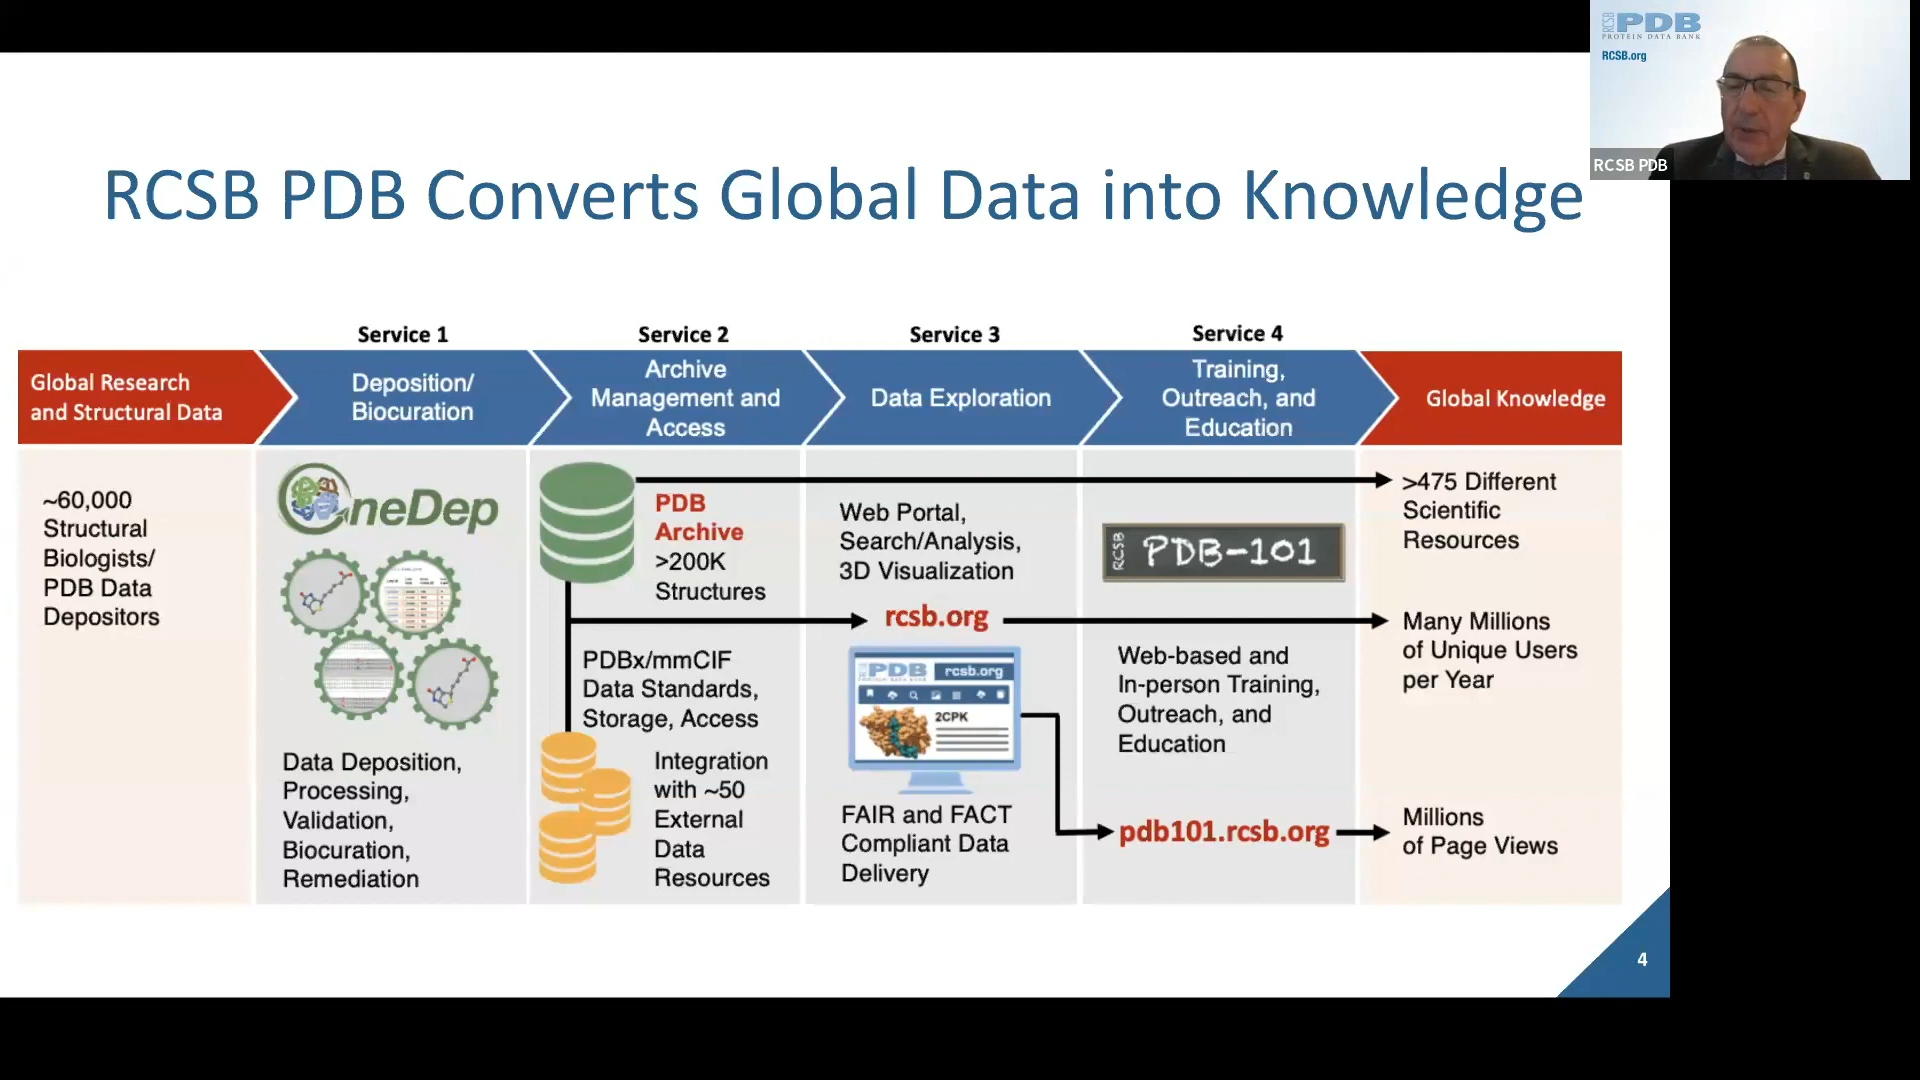 RCSB PDB
PROTEIN DATA BANK
RCSB.org
RCSB PDB
RCSB PDB Converts Global Data into Knowledge
Service 1
Service 2
Service 3
Service 4
Global Research
and Structural Data
Deposition/
Biocuration
Archive
Management and
Access
Data Exploration
Training,
Outreach, and
Education
Global Knowledge
~60,000
Structural
Biologists/
PDB Data
Depositors
OneDep
Data Deposition,
Processing,
Validation,
Biocuration,
Remediation
PDB
Archive
>200K
Structures
PDBx/mmCIF
Data Standards,
Storage, Access
Integration
with ~50
External
Data
Resources
Web Portal,
Search/Analysis,
3D Visualization
rcsb.org
PDB
PROTEIN DATA BANK
rcsb.org
2CPK
FAIR and FACT
Compliant Data
Delivery
RCSB
PDB-101
Web-based and
In-person Training,
Outreach, and
Education
pdb101.rcsb.org
>475 Different
Scientific
Resources
Many Millions
of Unique Users
per Year
Millions
of Page Views
4